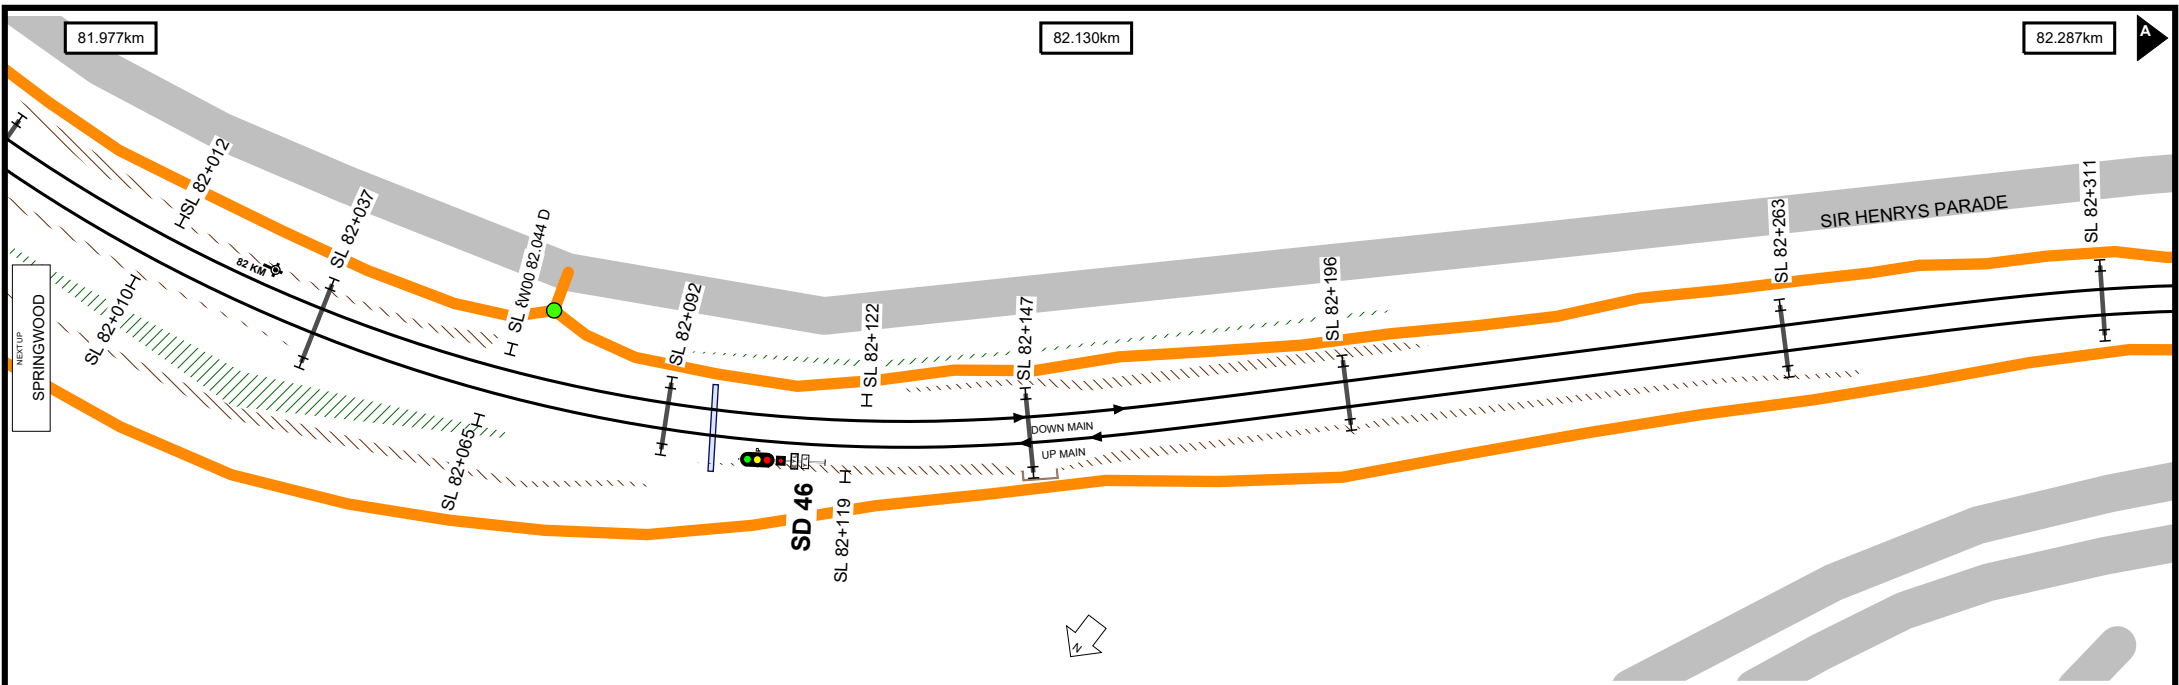 81.977km
82.130km
82.287km
A
SL 82+012
SL 82+037
82 KM
SL
W00 82.044 D
SL 82+092
SL 82+122
SL 82+147
SL 82+196
SL 82+263
SL 82+311
SIR HENRYS PARADE
NEXT UP
SPRINGWOOD
SL 82+010
SL 82+065
DOWN MAIN
UP MAIN
SD 46
SL 82+119
N